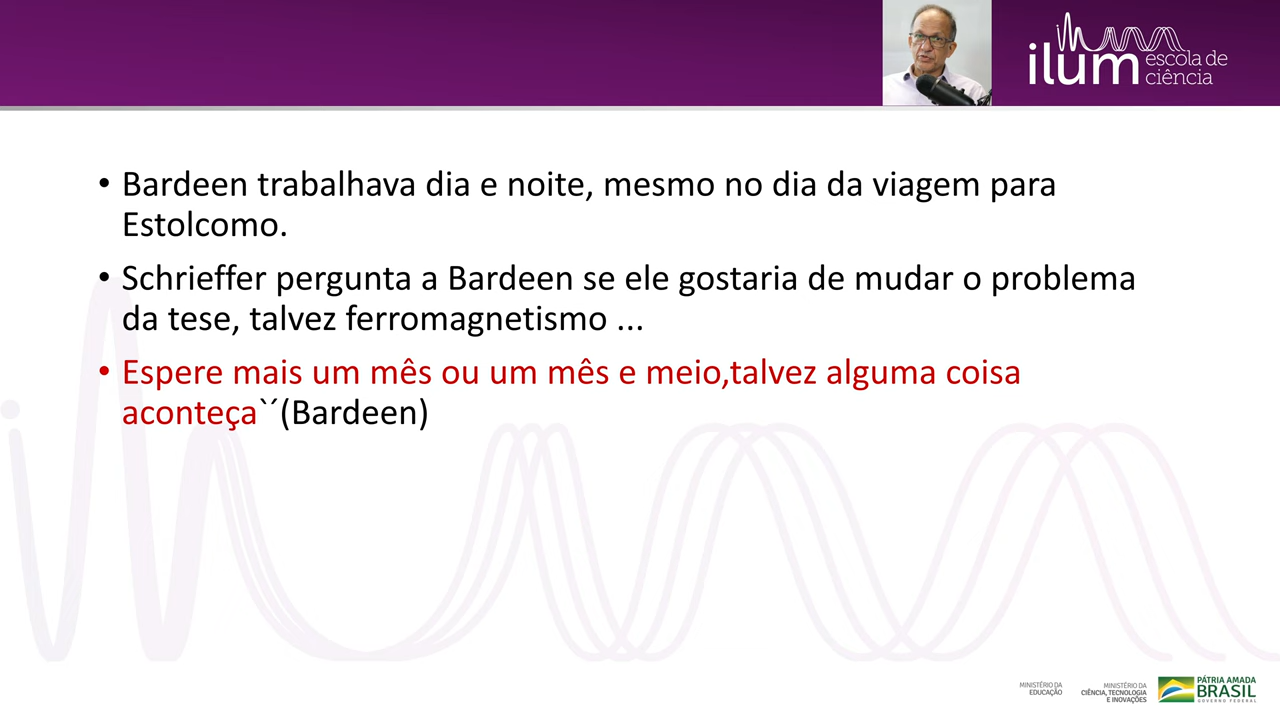 ilum escola de
ciência
• Bardeen trabalhava dia e noite, mesmo no dia da viagem para
Estolcomo.
• Schrieffer pergunta a Bardeen se ele gostaria de mudar o problema
da tese, talvez ferromagnetismo ...
• Espere mais um mês ou um mês e meio,talvez alguma coisa
aconteça`´(Bardeen)
MINISTÉRIO DA
EDUCAÇÃO
MINISTÉRIO DA
CIÊNCIA, TECNOLOGIA
E INOVAÇÕES
PÁTRIA AMADA
BRASIL
GOVERNO FEDERAL